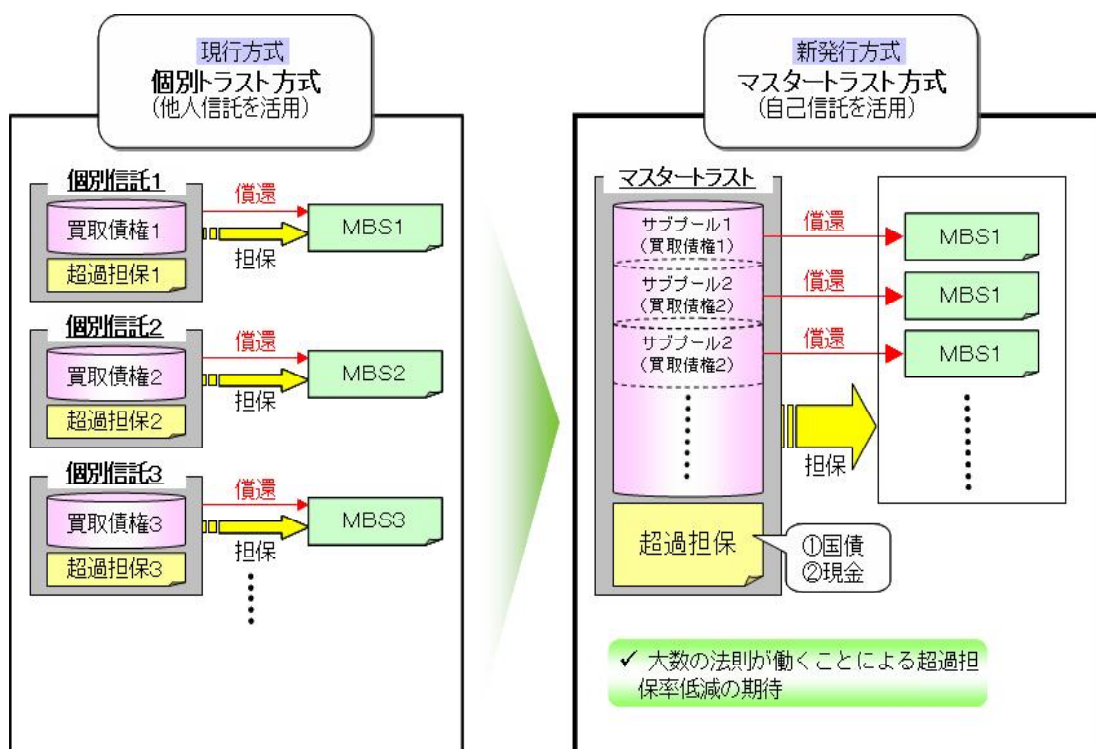 現行方式
個別トラスト方式
(他人信託を活用)
個別信託1
買取債権1
超過担保1
償還
担保
MBS1
個別信託2
買取債権2
超過担保2
償還
担保
MBS2
個別信託3
買取債権3
超過担保3
償還
担保
MBS3
新発行方式
マスタートラスト方式
(自己信託を活用)
マスタートラスト
サブプール1
(買取債権1)
償還
MBS1
サブプール2
(買取債権2)
償還
MBS1
サブプール2
(買取債権2)
償還
MBS1
担保
超過担保
①国債
②現金
✓ 大数の法則が働くことによる超過担
保率低減の期待